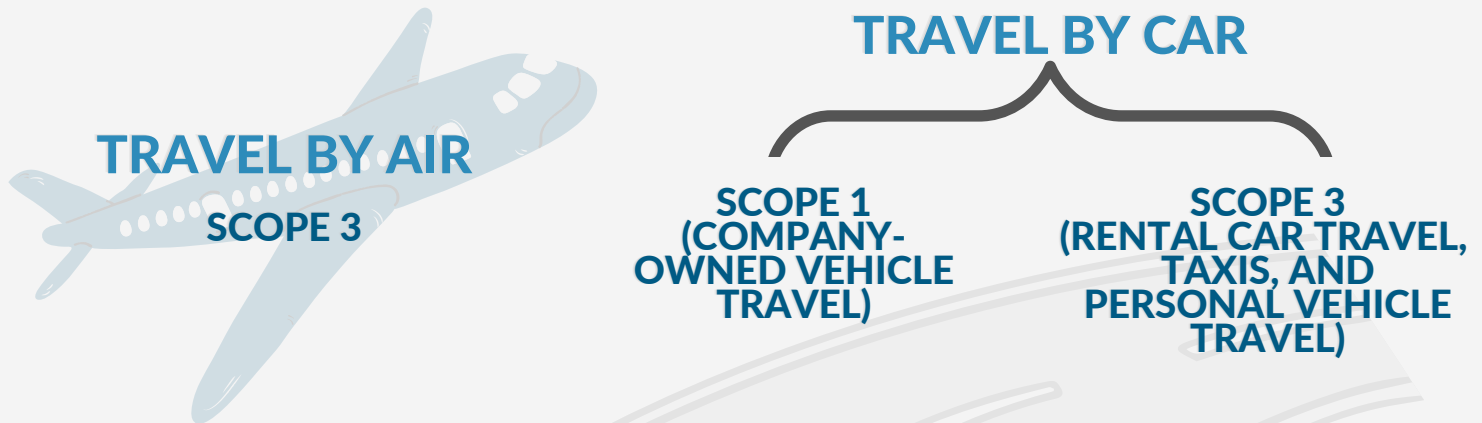 TRAVEL BY AIR
SCOPE 3
TRAVEL BY CAR
SCOPE 1
(COMPANY-
OWNED VEHICLE
TRAVEL)
SCOPE 3
(RENTAL CAR TRAVEL,
TAXIS, AND
PERSONAL VEHICLE
TRAVEL)